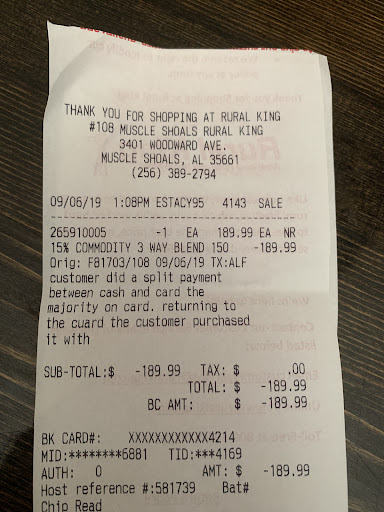 THANK YOU FOR SHOPPING AT RURAL KING
#108 MUSCLE SHOALS RURAL KING
3401 WOODWARD AVE.
MUSCLE SHOALS, AL 35661
(256) 389-2794
09/06/19 1:08PM ESTACY95 4143 SALE
265910005 -1 EA 189.99 EA NR
15% COMMODITY 3 WAY BLEND 150 -189.99
Orig: F81703/108 09/06/19 TX:ALF
customer did a split payment
between cash and card the
majority on card. returning to
the cuard the customer purchased
it with
SUB-TOTAL:$ -189.99 TAX: $ .00
TOTAL: $ -189.99
BC AMT: $ -189.99
BK CARD#: XXXXXXXXXXXX4214
MID:********6881 TID:***4169
AUTH: 0 AMT: $ -189.99
Host reference #:581739 Bat#
Chip Read